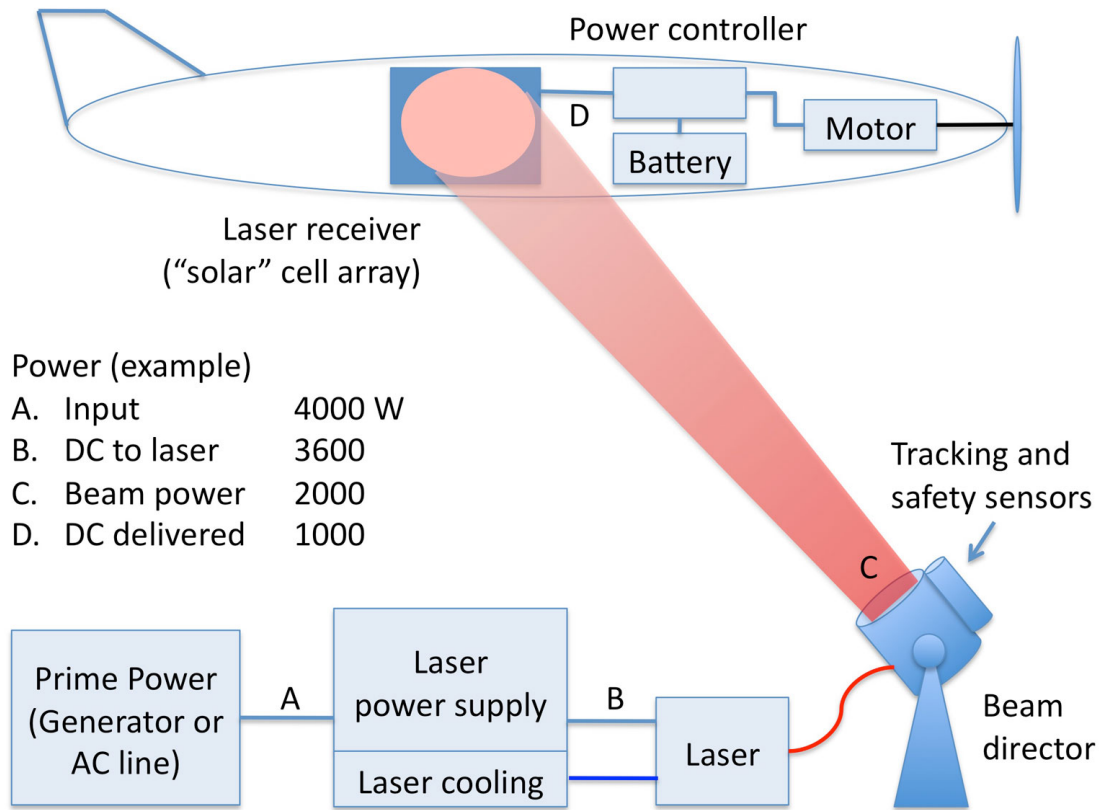 Power controller
D
Motor
Battery
Laser receiver
(“solar” cell array)
Power (example)
A. Input 4000 W
B. DC to laser 3600
C. Beam power 2000
D. DC delivered 1000
Tracking and
safety sensors
C
Prime Power
(Generator or
AC line)
A
Laser
power supply
Laser cooling
B
Laser
Beam
director